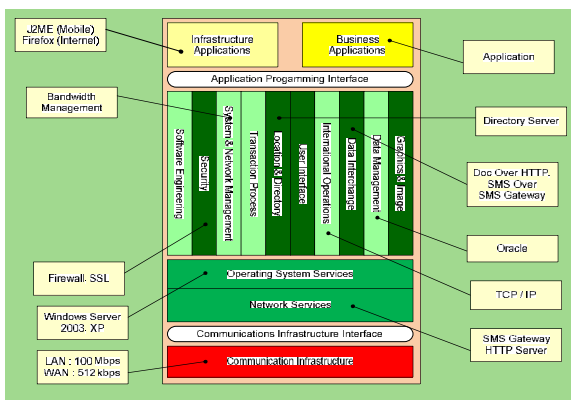 J2ME (Mobile)
Firefox (Internet)
Infrastructure
Applications
Business
Applications
Application
Application Progamming Interface
Bandwidth
Management
Software Engineering
Security
System & Network Management
Transaction Process
Location & Directory
User Interface
International Operations
Data Interchange
Data Management
Graphics & Image
Directory Server
Doc Over HTTP.
SMS Over
SMS Gateway
Oracle
Firewall. SSL
TCP / IP
Operating System Services
Windows Server
2003. XP
Network Services
Communications Infrastructure Interface
SMS Gateway
HTTP Server
LAN : 100 Mbps
WAN : 512 kbps
Communication Infrastructure